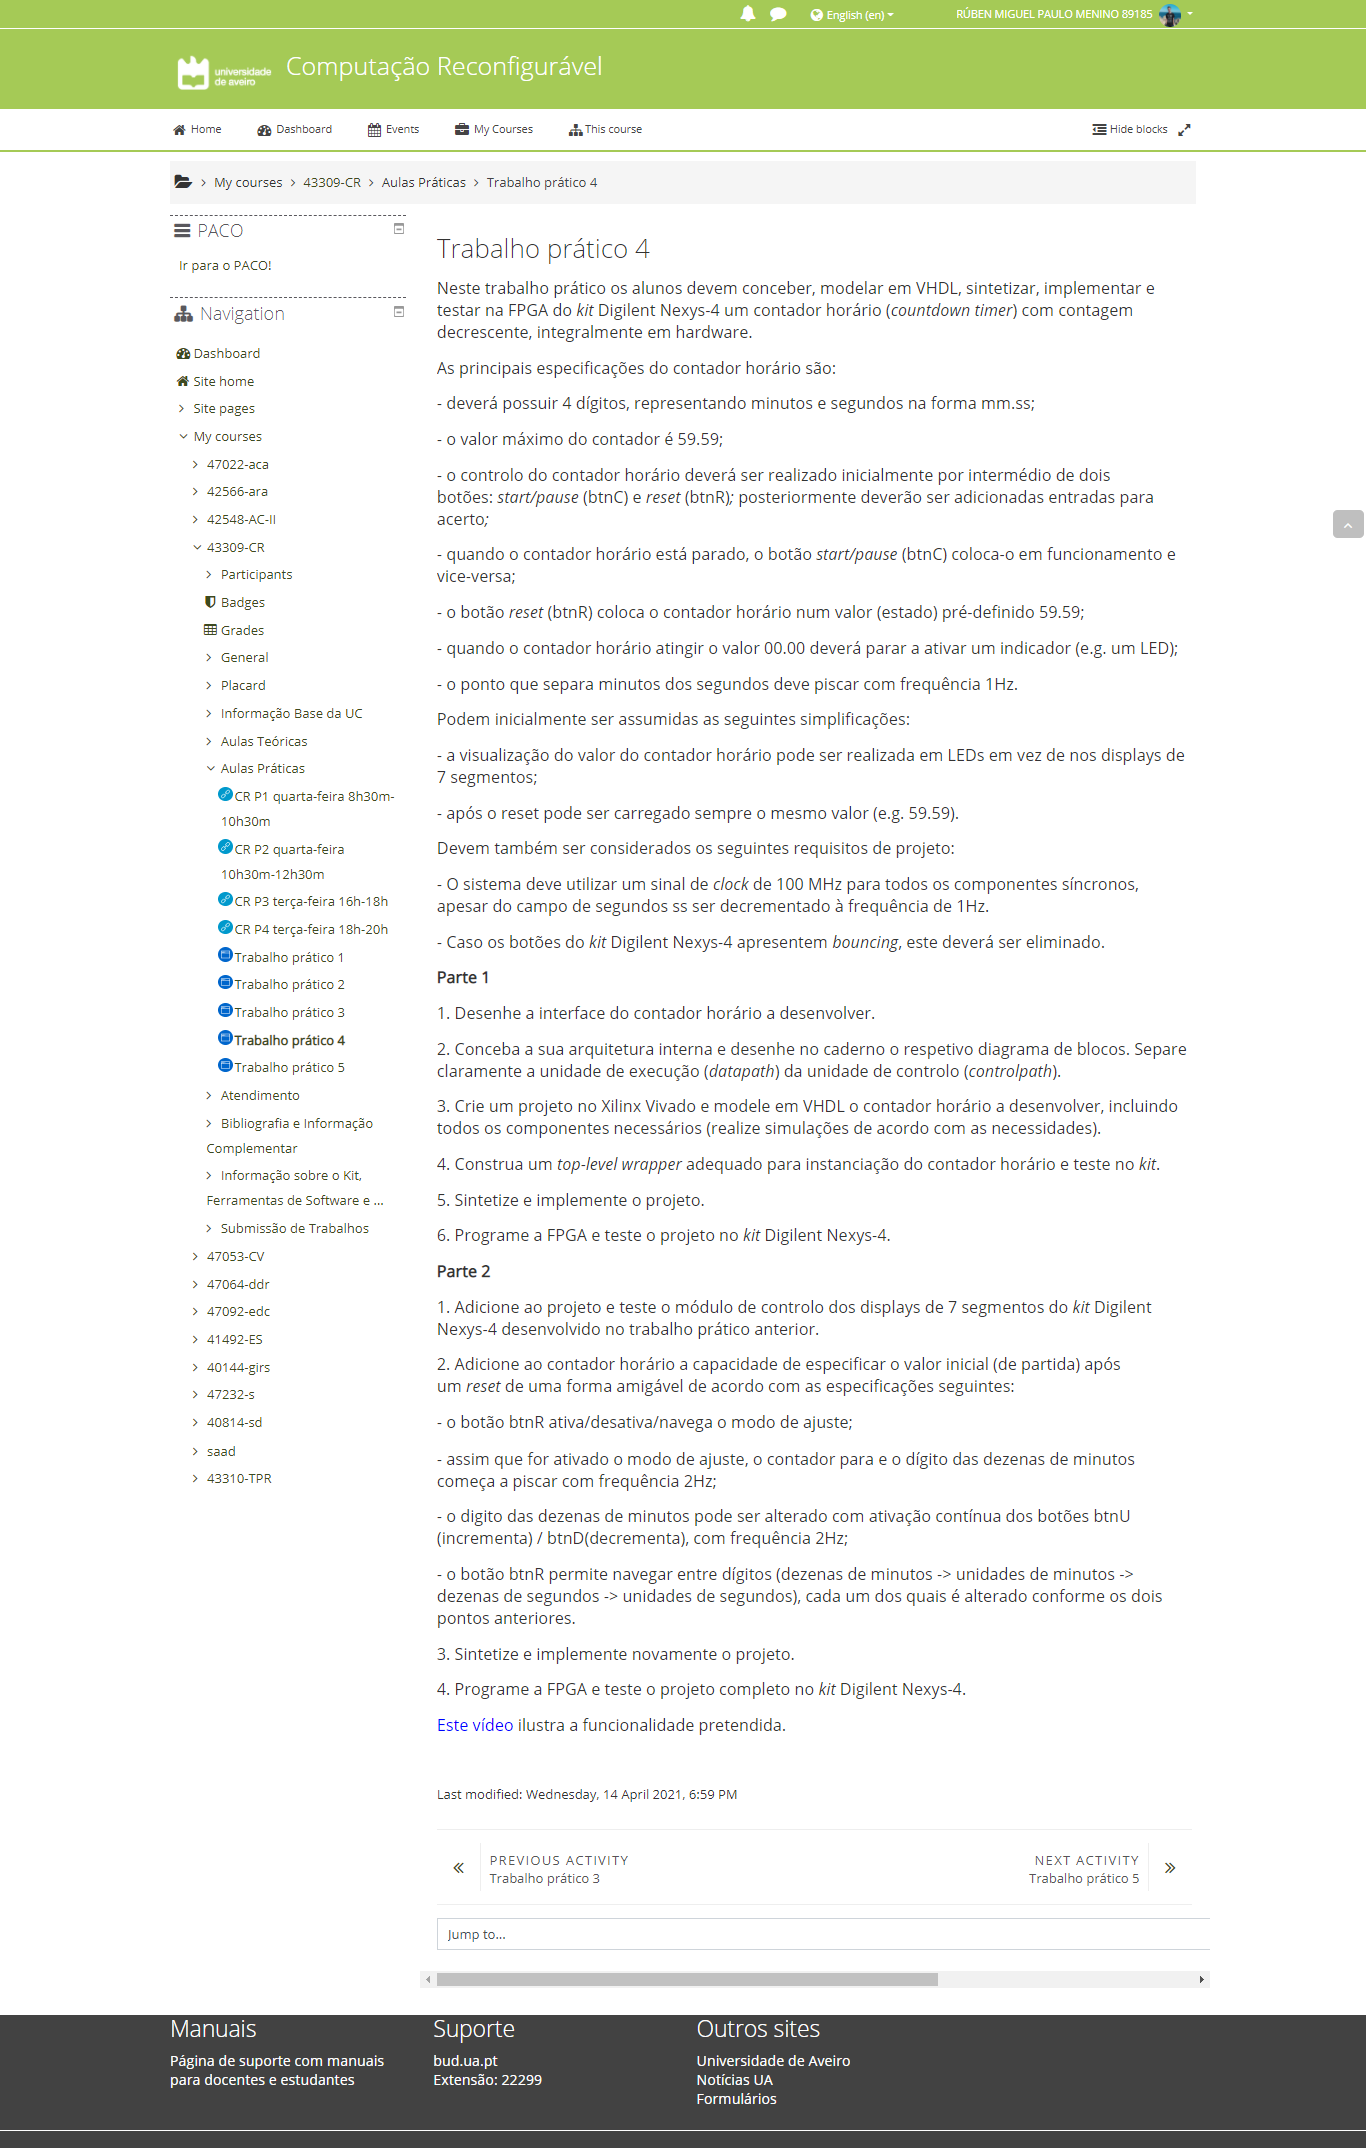 English (en)
RÚBEN MIGUEL PAULO MENINO 89185
universidade
de aveiro
Computação Reconfigurável
Home
Dashboard
Events
My Courses
This course
Hide blocks
My courses
43309-CR
Aulas Práticas
Trabalho prático 4
PACO
Ir para o PACO!
Navigation
Dashboard
Site home
Site pages
My courses
47022-aca
42566-ara
42548-AC-II
43309-CR
Participants
Badges
Grades
General
Placard
Informação Base da UC
Aulas Teóricas
Aulas Práticas
CR P1 quarta-feira 8h30m-
10h30m
CR P2 quarta-feira
10h30m-12h30m
CR P3 terça-feira 16h-18h
CR P4 terça-feira 18h-20h
Trabalho prático 1
Trabalho prático 2
Trabalho prático 3
Trabalho prático 4
Trabalho prático 5
Atendimento
Bibliografia e Informação
Complementar
Informação sobre o Kit,
Ferramentas de Software e ...
Submissão de Trabalhos
47053-CV
47064-ddr
47092-edc
41492-ES
40144-girs
47232-s
40814-sd
saad
43310-TPR
Trabalho prático 4
Neste trabalho prático os alunos devem conceber, modelar em VHDL, sintetizar, implementar e
testar na FPGA do kit Digilent Nexys-4 um contador horário (countdown timer) com contagem
decrescente, integralmente em hardware.
As principais especificações do contador horário são:
- deverá possuir 4 dígitos, representando minutos e segundos na forma mm.ss;
- o valor máximo do contador é 59.59;
- o controlo do contador horário deverá ser realizado inicialmente por intermédio de dois
botões: start/pause (btnC) e reset (btnR); posteriormente deverão ser adicionadas entradas para
acerto;
- quando o contador horário está parado, o botão start/pause (btnC) coloca-o em funcionamento e
vice-versa;
- o botão reset (btnR) coloca o contador horário num valor (estado) pré-definido 59.59;
- quando o contador horário atingir o valor 00.00 deverá parar a ativar um indicador (e.g. um LED);
- o ponto que separa minutos dos segundos deve piscar com frequência 1Hz.
Podem inicialmente ser assumidas as seguintes simplificações:
- a visualização do valor do contador horário pode ser realizada em LEDs em vez de nos displays de
7 segmentos;
- após o reset pode ser carregado sempre o mesmo valor (e.g. 59.59).
Devem também ser considerados os seguintes requisitos de projeto:
- O sistema deve utilizar um sinal de clock de 100 MHz para todos os componentes síncronos,
apesar do campo de segundos ss ser decrementado à frequência de 1Hz.
- Caso os botões do kit Digilent Nexys-4 apresentem bouncing, este deverá ser eliminado.
Parte 1
1. Desenhe a interface do contador horário a desenvolver.
2. Conceba a sua arquitetura interna e desenhe no caderno o respetivo diagrama de blocos. Separe
claramente a unidade de execução (datapath) da unidade de controlo (controlpath).
3. Crie um projeto no Xilinx Vivado e modele em VHDL o contador horário a desenvolver, incluindo
todos os componentes necessários (realize simulações de acordo com as necessidades).
4. Construa um top-level wrapper adequado para instanciação do contador horário e teste no kit.
5. Sintetize e implemente o projeto.
6. Programe a FPGA e teste o projeto no kit Digilent Nexys-4.
Parte 2
1. Adicione ao projeto e teste o módulo de controlo dos displays de 7 segmentos do kit Digilent
Nexys-4 desenvolvido no trabalho prático anterior.
2. Adicione ao contador horário a capacidade de especificar o valor inicial (de partida) após
um reset de uma forma amigável de acordo com as especificações seguintes:
- o botão btnR ativa/desativa/navega o modo de ajuste;
- assim que for ativado o modo de ajuste, o contador para e o dígito das dezenas de minutos
começa a piscar com frequência 2Hz;
- o digito das dezenas de minutos pode ser alterado com ativação contínua dos botões btnU
(incrementa) / btnD(decrementa), com frequência 2Hz;
- o botão btnR permite navegar entre dígitos (dezenas de minutos -> unidades de minutos ->
dezenas de segundos -> unidades de segundos), cada um dos quais é alterado conforme os dois
pontos anteriores.
3. Sintetize e implemente novamente o projeto.
4. Programe a FPGA e teste o projeto completo no kit Digilent Nexys-4.
Este vídeo ilustra a funcionalidade pretendida.
Last modified: Wednesday, 14 April 2021, 6:59 PM
PREVIOUS ACTIVITY
Trabalho prático 3
NEXT ACTIVITY
Trabalho prático 5
Jump to...
Manuais
Página de suporte com manuais
para docentes e estudantes
Suporte
bud.ua.pt
Extensão: 22299
Outros sites
Universidade de Aveiro
Notícias UA
Formulários